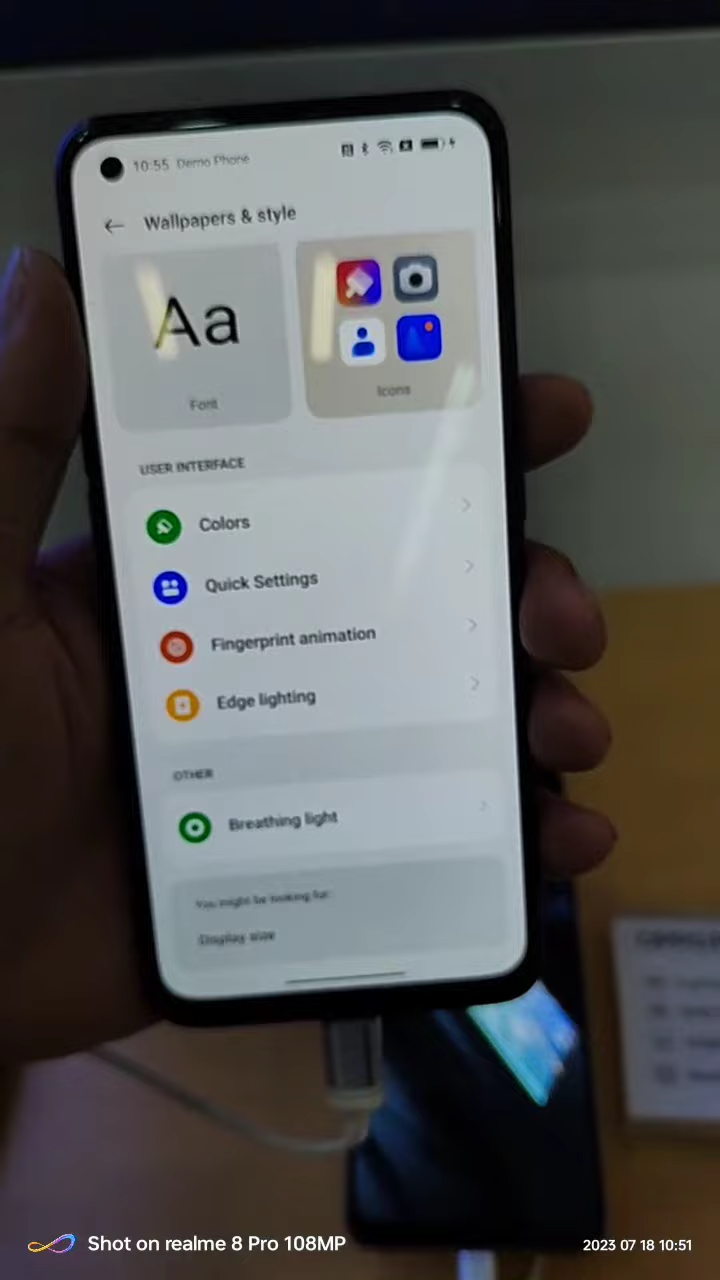 10:55 Demo Phone
Wallpapers & style
Aa
Font
Icons
USER INTERFACE
Colors
Quick Settings
Fingerprint animation
Edge lighting
OTHER
Breathing light
You might be looking for:
Display size
Shot on realme 8 Pro 108MP
2023 07 18 10:51